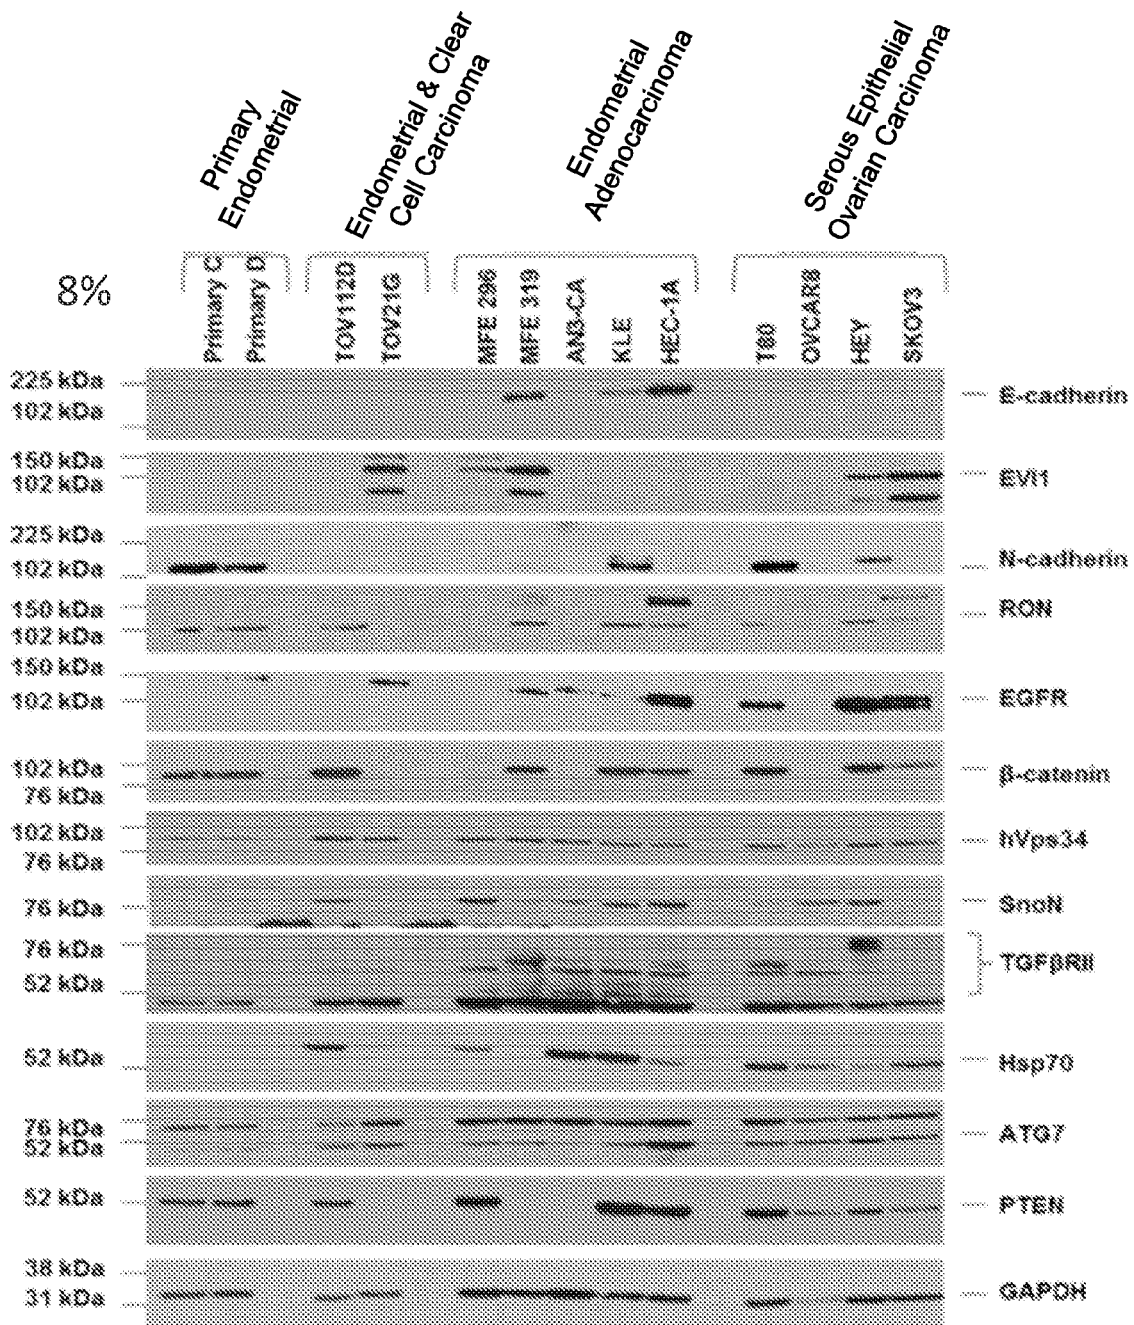 Primary
Endometrial
Endometrial & Clear
Cell Carcinoma
Endometrial
Adenocarcinoma
Serous Epithelial
Ovarian Carcinoma
8%
Primary C
Primary D
TOV112D
TOV21G
MFE 296
MFE 319
AN3-CA
KLE
HEC-1A
T80
OVCAR8
HEY
SKOV3
225 kDa
102 kDa
E-cadherin
150 kDa
102 kDa
EVI1
225 kDa
102 kDa
N-cadherin
150 kDa
102 kDa
RON
150 kDa
102 kDa
EGFR
102 kDa
76 kDa
β-catenin
102 kDa
76 kDa
hVps34
76 kDa
SnoN
76 kDa
52 kDa
TGFβRII
52 kDa
Hsp70
76 kDa
52 kDa
ATG7
52 kDa
PTEN
38 kDa
31 kDa
GAPDH